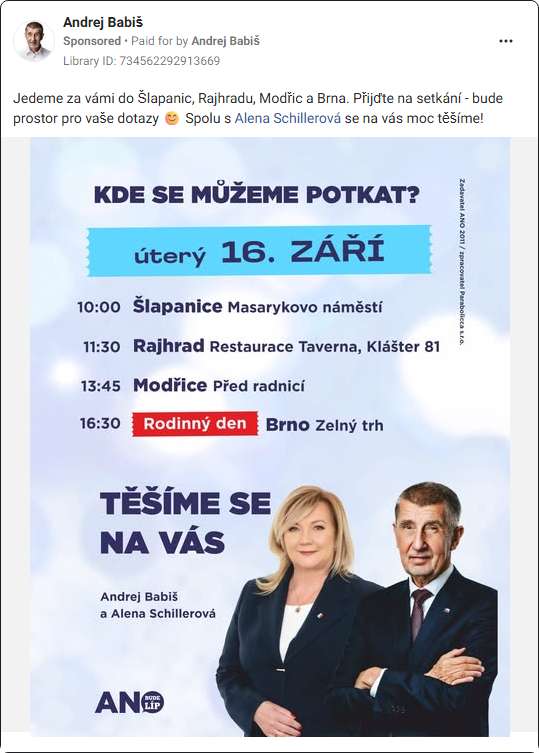 Andrej Babiš
Sponsored • Paid for by Andrej Babiš
Library ID: 734562292913669
Jedeme za vámi do Šlapanic, Rajhradu, Modřic a Brna. Přijďte na setkání - bude
prostor pro vaše dotazy 😊 Spolu s Alena Schillerová se na vás moc těšíme!
KDE SE MŮŽEME POTKAT?
úterý 16. ZÁŘÍ
10:00 Šlapanice Masarykovo náměstí
11:30 Rajhrad Restaurace Taverna, Klášter 81
13:45 Modřice Před radnicí
16:30 Rodinný den Brno Zelný trh
Zadavatel ANO 2011 / zpracovatel Parabolicca s.r.o.
TĚŠÍME SE
NA VÁS
Andrej Babiš
a Alena Schillerová
ANO
BUDE
LÍP